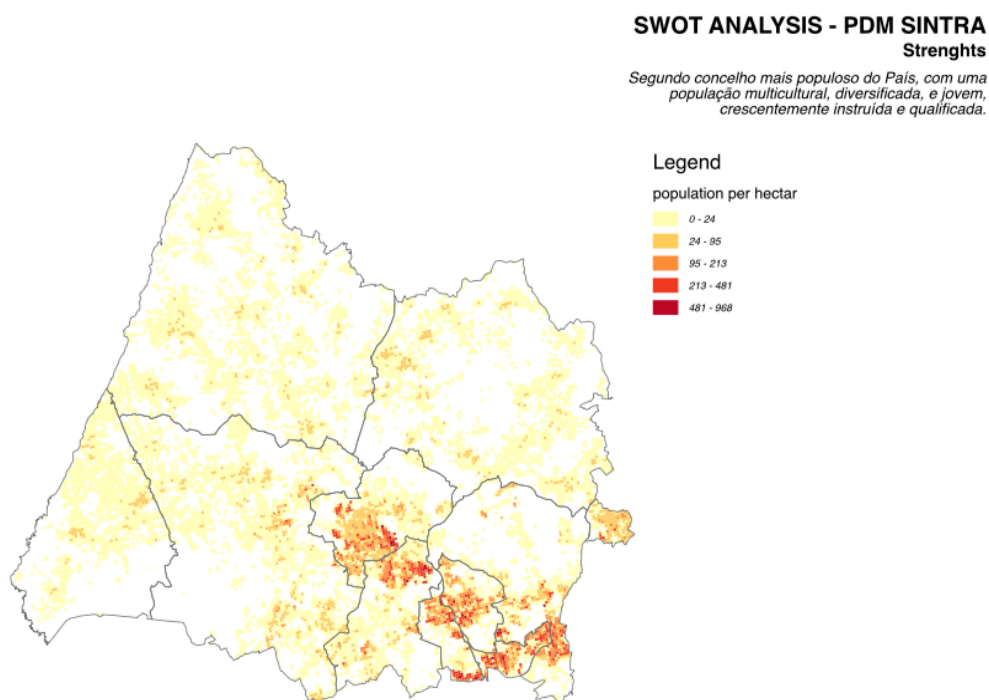 SWOT ANALYSIS - PDM SINTRA
Strenghts
Segundo concelho mais populoso do País, com uma
população multicultural, diversificada, e jovem,
crescentemente instruída e qualificada.
Legend
population per hectar
0 - 24
24 - 95
95 - 213
213 - 481
481 - 968